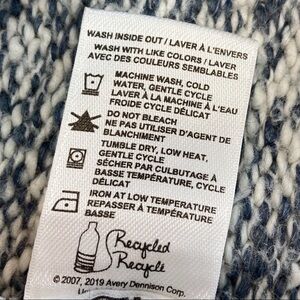 WASH INSIDE OUT / LAVER À L'ENVERS
WASH WITH LIKE COLORS / LAVER
AVEC DES COULEURS SEMBLABLES
MACHINE WASH, COLD
WATER, GENTLE CYCLE
LAVER À LA MACHINE À L'EAU
FROIDE CYCLE DÉLICAT
DO NOT BLEACH
NE PAS UTILISER D'AGENT DE
BLANCHIMENT
TUMBLE DRY, LOW HEAT,
GENTLE CYCLE
SÉCHER PAR CULBUTAGE À
BASSE TEMPÉRATURE, CYCLE
DÉLICAT
IRON AT LOW TEMPERATURE
REPASSER À TEMPÉRATURE
BASSE
Recycled
Recyclé
© 2007, 2019 Avery Dennison Corp.